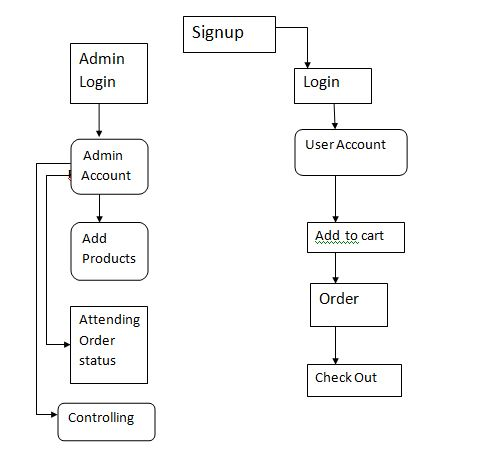 Signup
Admin
Login
Login
Admin
Account
User Account
Add
Products
Add to cart
Order
Attending
Order
status
Check Out
Controlling